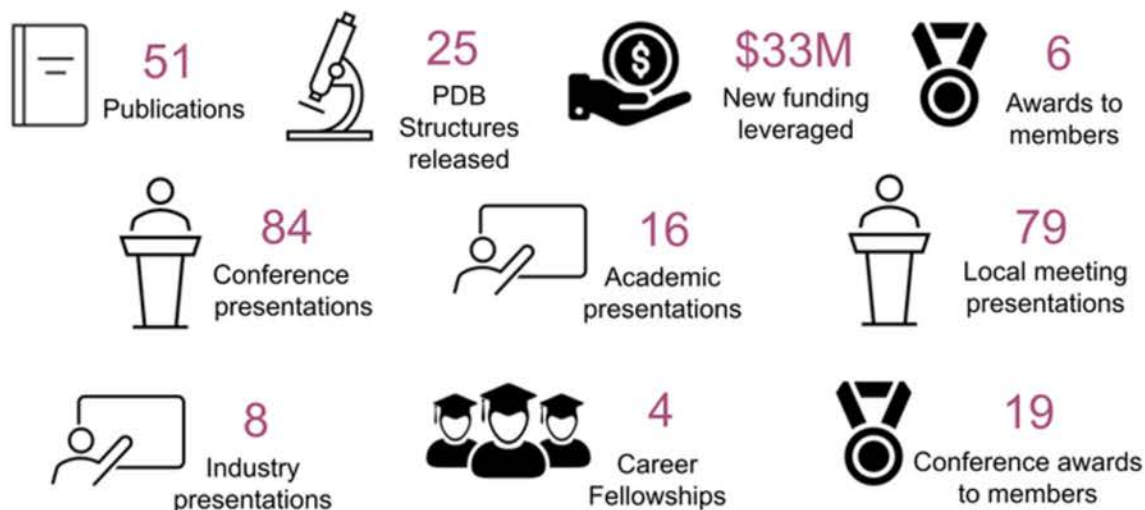 51
Publications
25
PDB
Structures
released
$
$33M
New funding
leveraged
6
Awards to
members
84
Conference
presentations
16
Academic
presentations
79
Local meeting
presentations
8
Industry
presentations
4
Career
Fellowships
19
Conference awards
to members